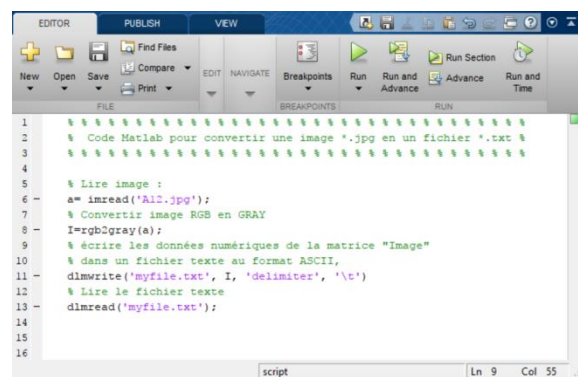 EDITOR PUBLISH VIEW
Find Files
Compare
Print
New Open Save EDIT NAVIGATE Breakpoints Run Run and Advance Run Section Advance Run and Time
FILE BREAKPOINTS RUN
1 % % % % % % % % % % % % % % % % % % % % % % % % % % % % % % % % % %
2 % Code Matlab pour convertir une image *.jpg en un fichier *.txt %
3 % % % % % % % % % % % % % % % % % % % % % % % % % % % % % % % % % %
4
5 % Lire image :
6 - a= imread('A12.jpg');
7 % Convertir image RGB en GRAY
8 - I=rgb2gray(a);
9 % écrire les données numériques de la matrice "Image"
10 % dans un fichier texte au format ASCII,
11 - dlmwrite('myfile.txt', I, 'delimiter', '\t')
12 % Lire le fichier texte
13 - dlmread('myfile.txt');
14
15
16
script Ln 9 Col 55